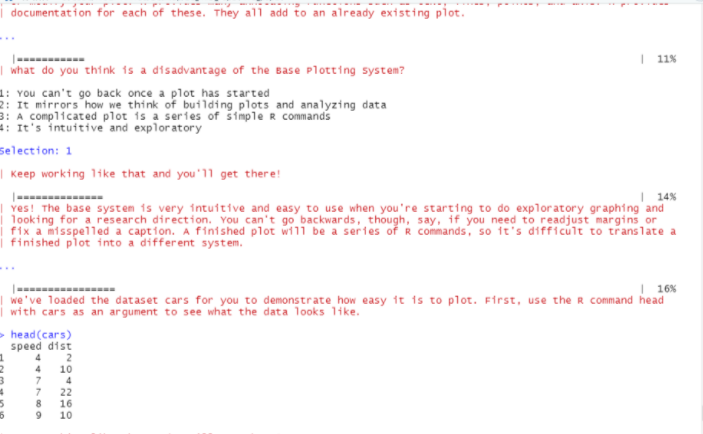 | documentation for each of these. They all add to an already existing plot.
...
|=========== | 11%
| What do you think is a disadvantage of the Base Plotting System?
1: You can't go back once a plot has started
2: It mirrors how we think of building plots and analyzing data
3: A complicated plot is a series of simple R commands
4: It's intuitive and exploratory
Selection: 1
| Keep working like that and you'll get there!
|============== | 14%
| Yes! The base system is very intuitive and easy to use when you're starting to do exploratory graphing and
| looking for a research direction. You can't go backwards, though, say, if you need to readjust margins or
| fix a misspelled a caption. A finished plot will be a series of R commands, so it's difficult to translate a
| finished plot into a different system.
...
|================ | 16%
| We've loaded the dataset cars for you to demonstrate how easy it is to plot. First, use the R command head
| with cars as an argument to see what the data looks like.
> head(cars)
speed dist
1 4 2
2 4 10
3 7 4
4 7 22
5 8 16
6 9 10